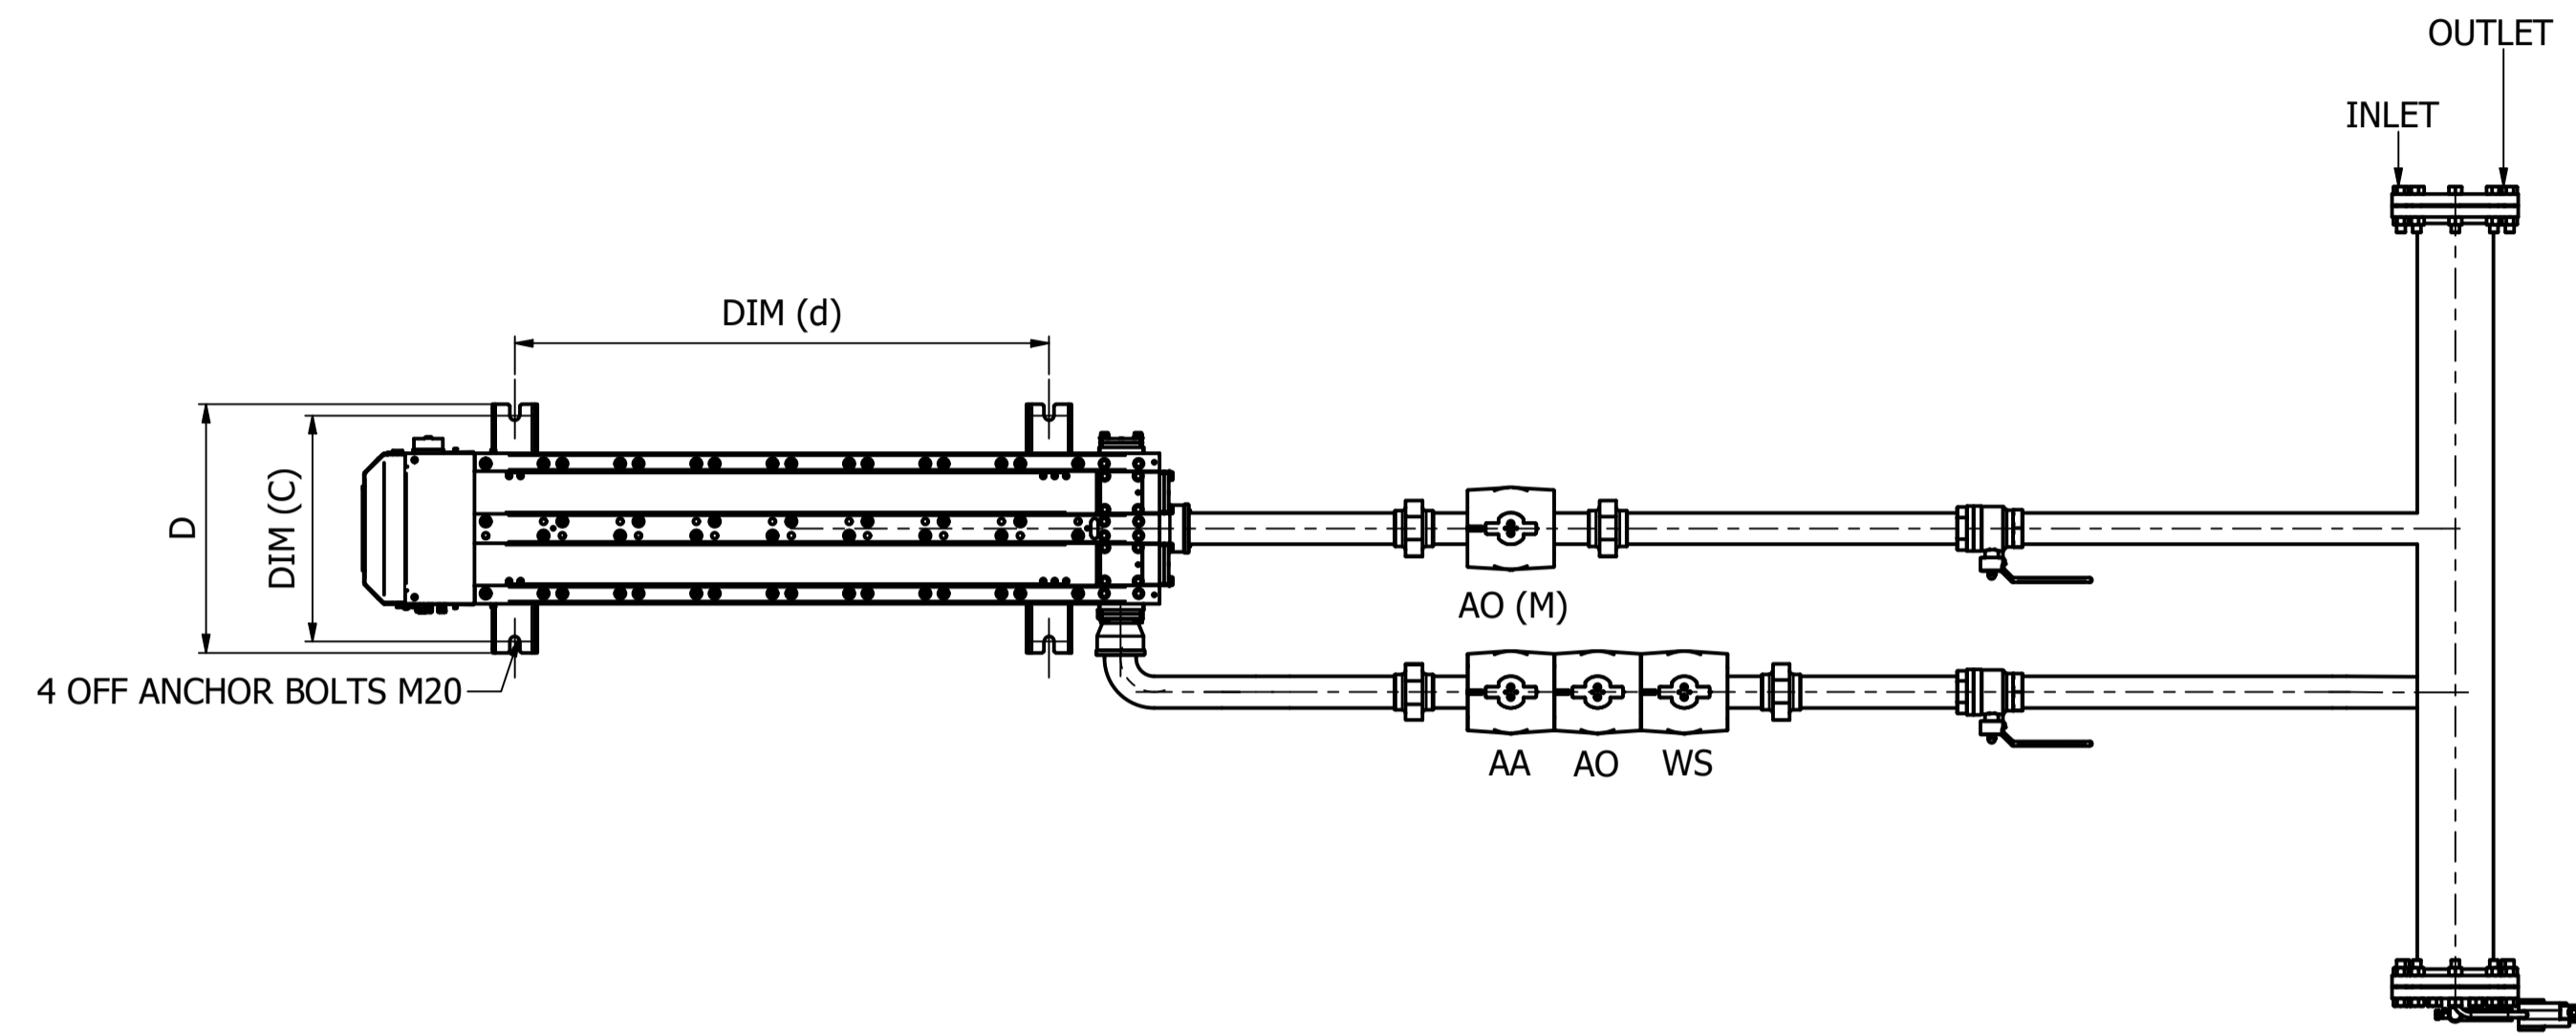 OUTLET
INLET
DIM (d)
D
DIM (C)
4 OFF ANCHOR BOLTS M20
AO (M)
AA
AO
WS